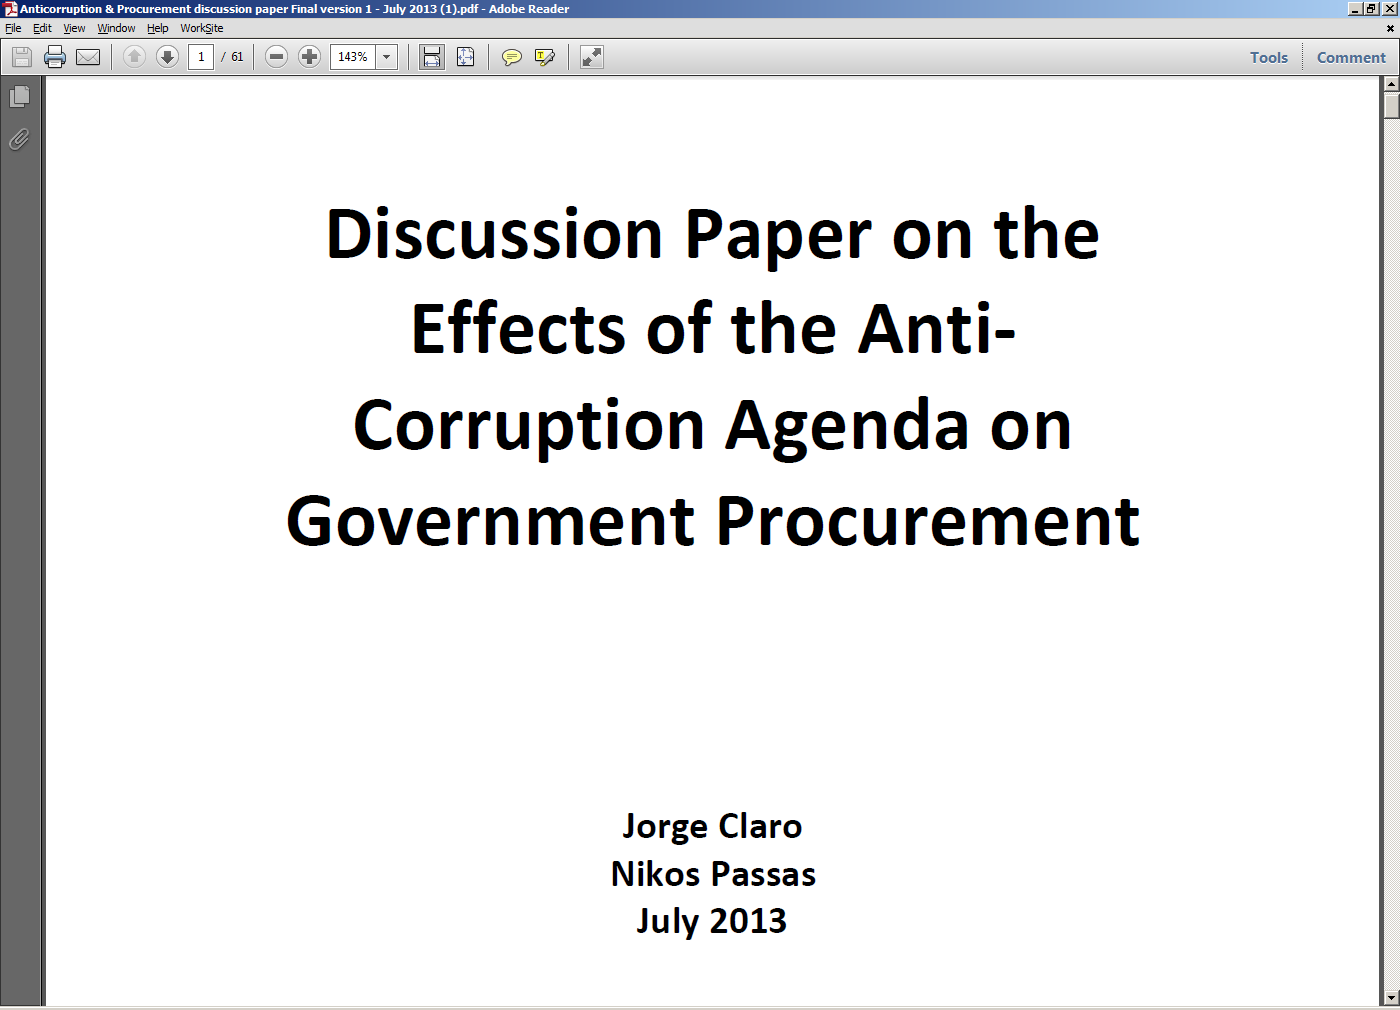 Anticorruption & Procurement discussion paper Final version 1 - July 2013 (1).pdf - Adobe Reader
File Edit View Window Help WorkSite
1 / 61 143% Tools Comment
Discussion Paper on the
Effects of the Anti-
Corruption Agenda on
Government Procurement
Jorge Claro
Nikos Passas
July 2013